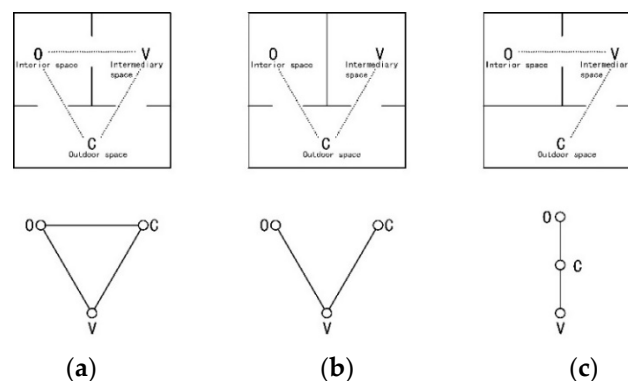 O V O V O V
Interior space Intermediary space Interior space Intermediary space Interior space Intermediary space
C C C
Outdoor space Outdoor space Outdoor space
O C O C O
C
V V V
(a) (b) (c)